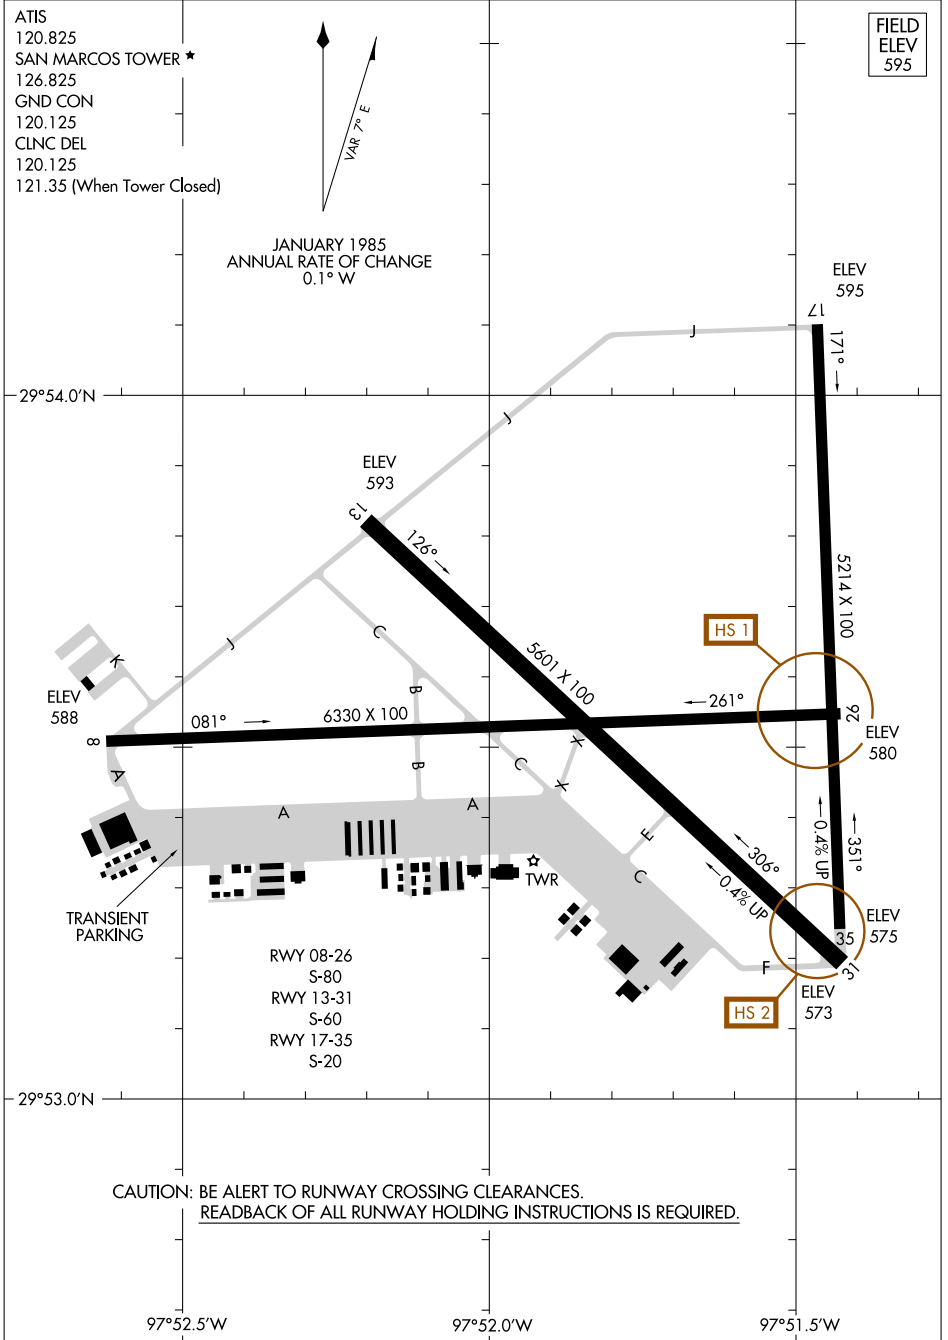 ATIS
120.825
SAN MARCOS TOWER ★
126.825
GND CON
120.125
CLNC DEL
120.125
121.35 (When Tower Closed)
VAR 7° E
JANUARY 1985
ANNUAL RATE OF CHANGE
0.1° W
FIELD
ELEV
595
ELEV
595
17
171°
J
29°54.0'N
J
ELEV
593
13
126°
5214 X 100
HS 1
C
J
K
5601 X 100
B
ELEV
588
081°
6330 X 100
261°
26
8
ELEV
580
X
B
A
C
X
A
A
E
0.4% UP
351°
306°
C
0.4% UP
TWR
TRANSIENT
PARKING
ELEV
575
35
F
31
RWY 08-26
S-80
RWY 13-31
S-60
RWY 17-35
S-20
ELEV
573
HS 2
29°53.0'N
CAUTION: BE ALERT TO RUNWAY CROSSING CLEARANCES.
READBACK OF ALL RUNWAY HOLDING INSTRUCTIONS IS REQUIRED.
97°52.5'W
97°52.0'W
97°51.5'W